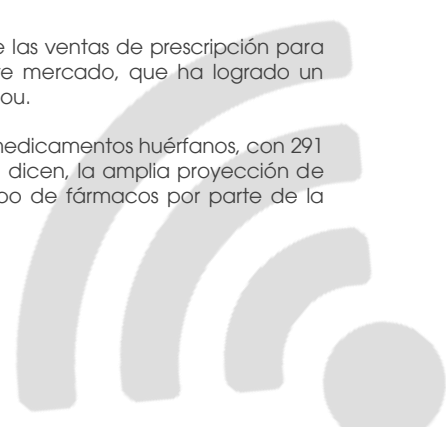 e las ventas de prescripción para
e mercado, que ha logrado un
ou.
medicamentos huérfanos, con 291
dicen, la amplia proyección de
po de fármacos por parte de la